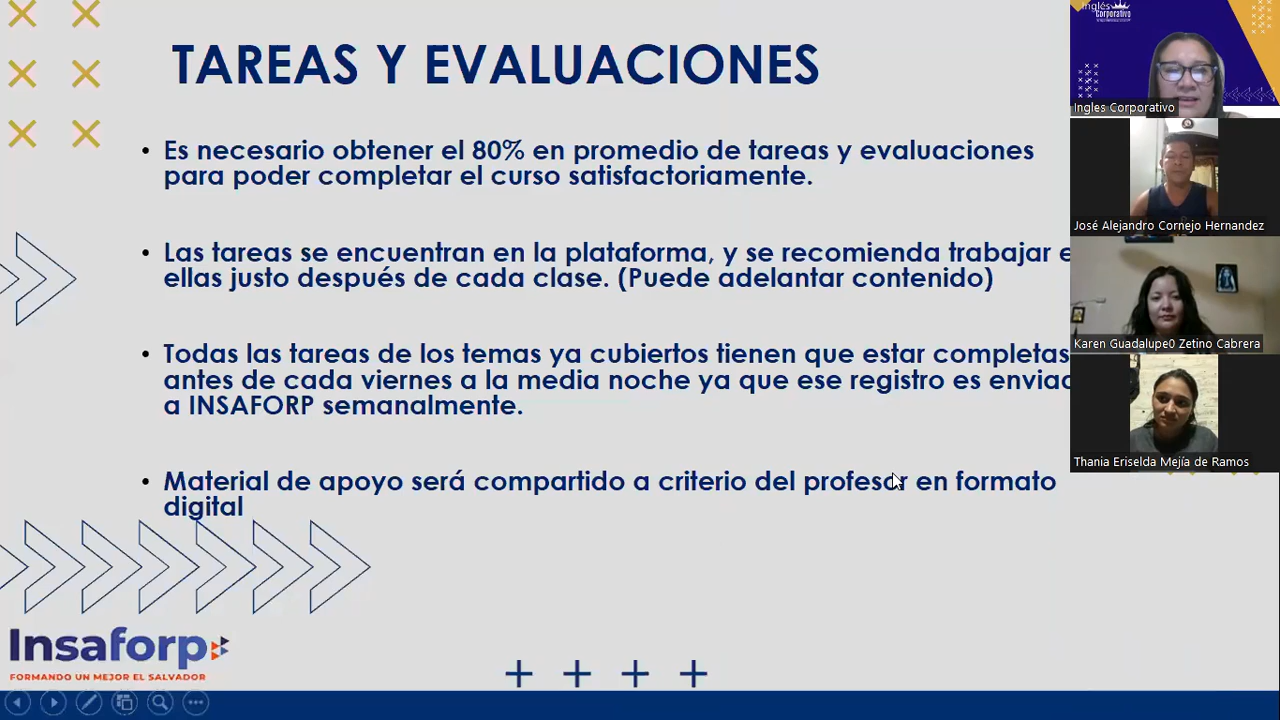 TAREAS Y EVALUACIONES
• Es necesario obtener el 80% en promedio de tareas y evaluaciones
para poder completar el curso satisfactoriamente.
• Las tareas se encuentran en la plataforma, y se recomienda trabajar e
ellas justo después de cada clase. (Puede adelantar contenido)
• Todas las tareas de los temas ya cubiertos tienen que estar completas
antes de cada viernes a la media noche ya que ese registro es enviad
a INSAFORP semanalmente.
• Material de apoyo será compartido a criterio del profesor en formato
digital
Insaforp
FORMANDO UN MEJOR EL SALVADOR
Inglés
Corporativo
Ingles Corporativo
José Alejandro Cornejo Hernandez
Karen Guadalupe0 Zetino Cabrera
Thania Eriselda Mejía de Ramos